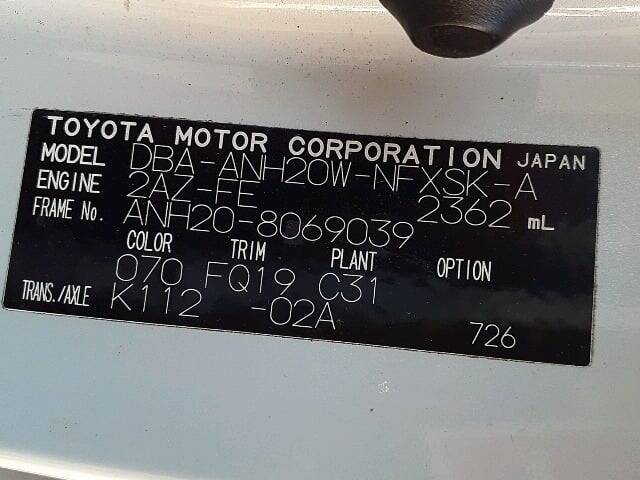 TOYOTA MOTOR CORPORATION JAPAN
MODEL DBA-ANH20W-NFXSK-A
ENGINE 2AZ-FE 2362 mL
FRAME No. ANH20-8069039
COLOR TRIM PLANT OPTION
070 FQ19 C31
TRANS./AXLE K112 -02A
726